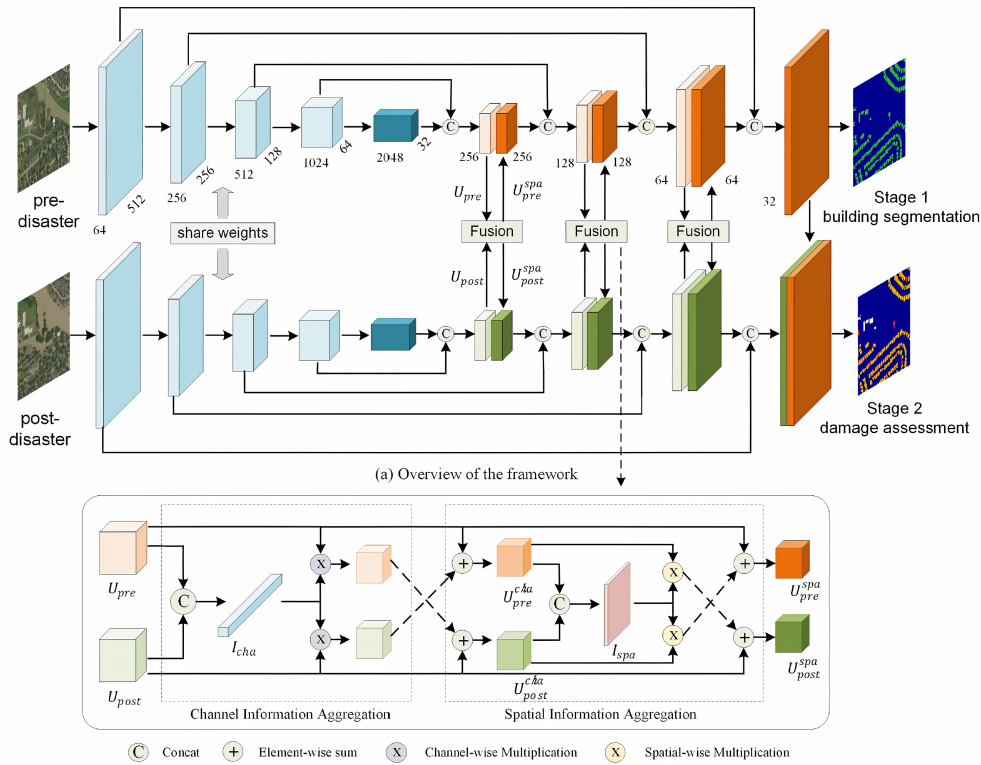 pre-
disaster
64
512
256
256
512
128
1024
64
2048
32
C
C
C
C
256
256
128
128
64
64
32
Stage 1
building segmentation
share weights
U_pre
U_pre^spa
Fusion
Fusion
Fusion
U_post
U_post^spa
C
C
C
C
post-
disaster
Stage 2
damage assessment
(a) Overview of the framework
U_pre
C
I_cha
X
X
+
+
U_pre^cha
C
I_spa
X
X
+
+
U_pre^spa
U_post
U_post^cha
U_post^spa
Channel Information Aggregation
Spatial Information Aggregation
C Concat
+ Element-wise sum
X Channel-wise Multiplication
X Spatial-wise Multiplication